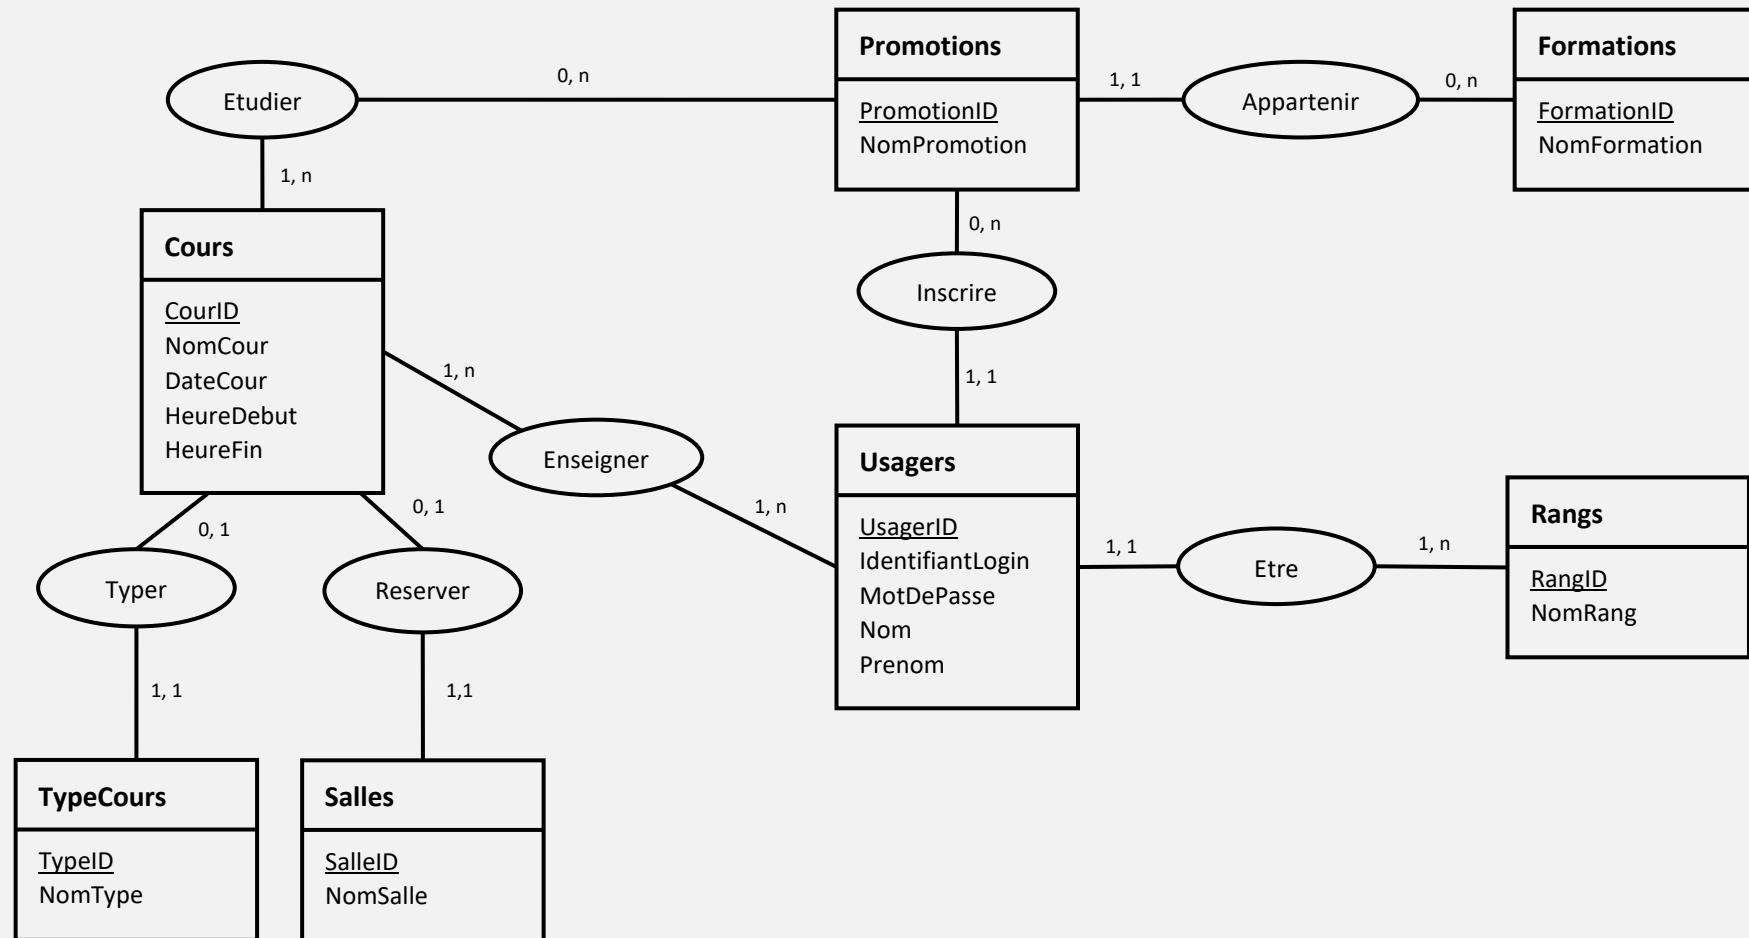 Promotions
PromotionID
NomPromotion
Formations
FormationID
NomFormation
Etudier
0, n
1, 1
Appartenir
0, n
1, n
0, n
Cours
CourID
NomCour
DateCour
HeureDebut
HeureFin
Inscrire
1, 1
1, n
Enseigner
1, n
Usagers
UsagerID
IdentifiantLogin
MotDePasse
Nom
Prenom
1, 1
Etre
1, n
Rangs
RangID
NomRang
0, 1
0, 1
Typer
Reserver
1, 1
1,1
TypeCours
TypeID
NomType
Salles
SalleID
NomSalle